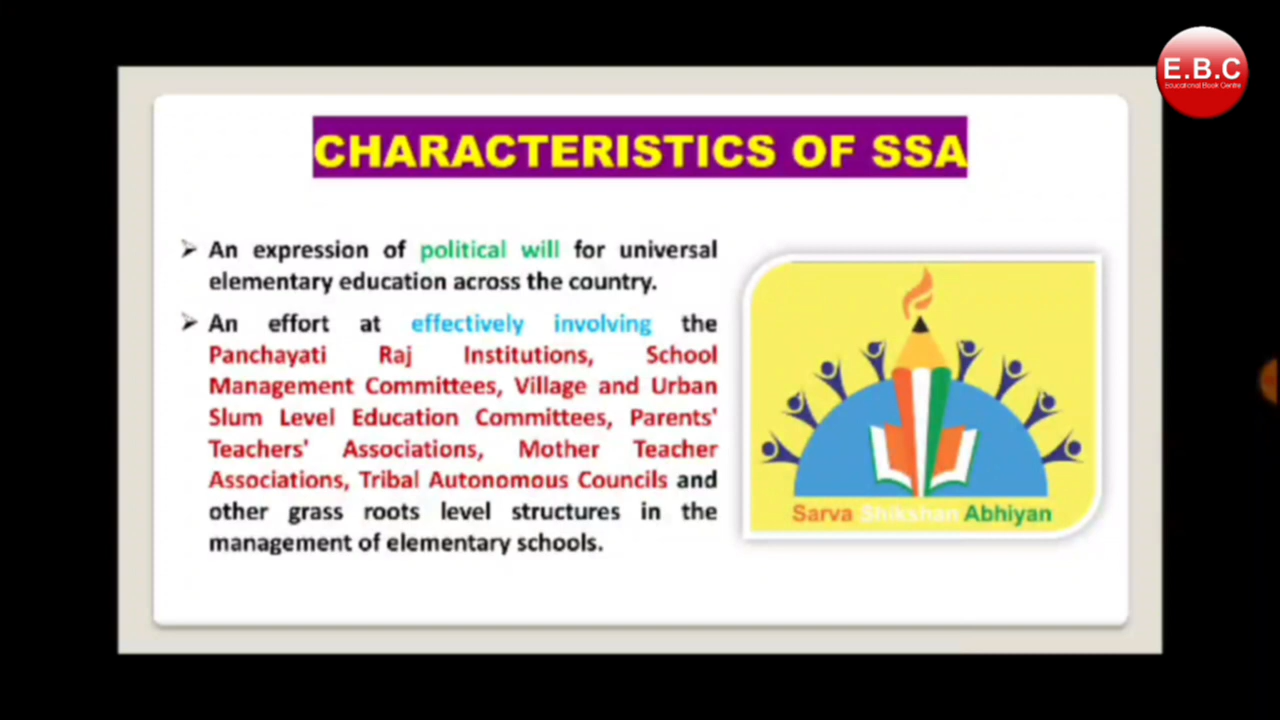 E.B.C
Educational Book Centre
CHARACTERISTICS OF SSA
➢ An expression of political will for universal
elementary education across the country.
➢ An effort at effectively involving the
Panchayati Raj Institutions, School
Management Committees, Village and Urban
Slum Level Education Committees, Parents'
Teachers' Associations, Mother Teacher
Associations, Tribal Autonomous Councils and
other grass roots level structures in the
management of elementary schools.
Sarva Shikshan Abhiyan